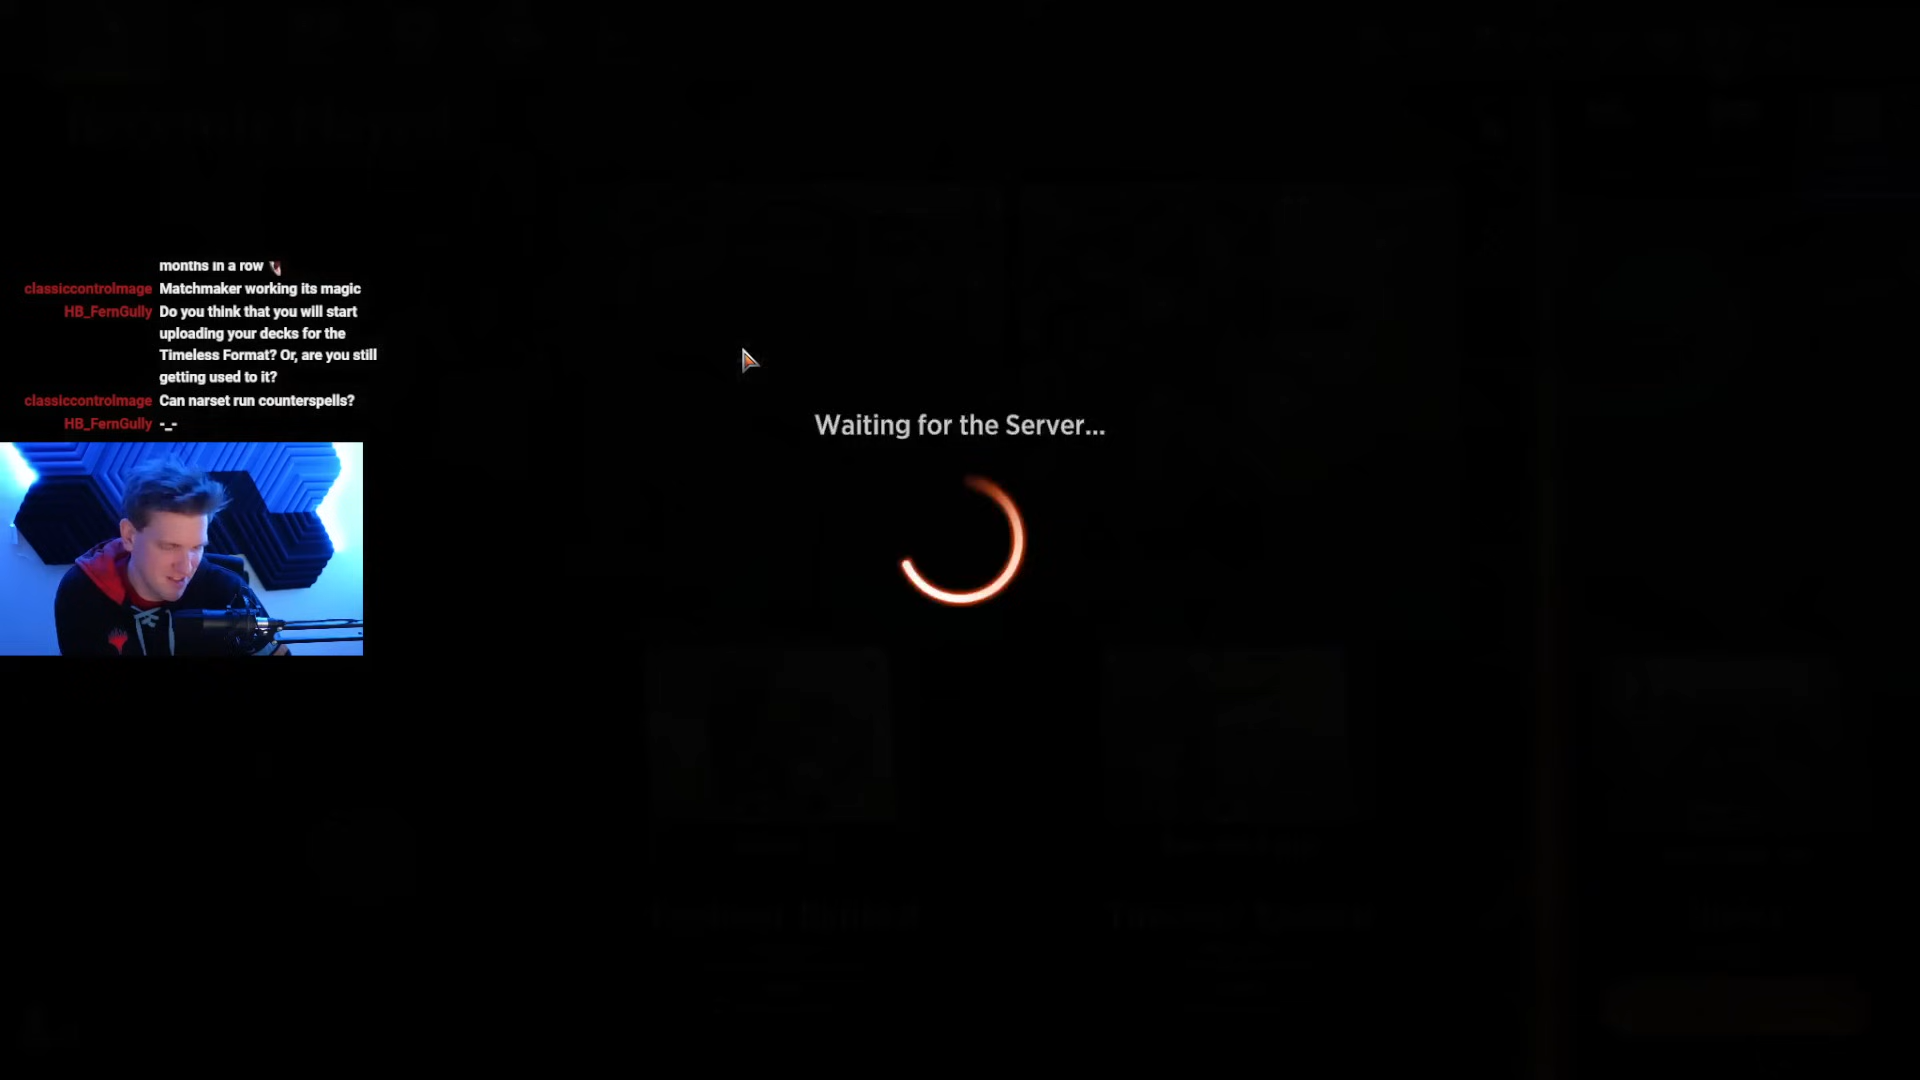 months in a row
classiccontrolmage Matchmaker working its magic
HB_FernGully Do you think that you will start
uploading your decks for the
Timeless Format? Or, are you still
getting used to it?
classiccontrolmage Can narset run counterspells?
HB_FernGully -_-
Waiting for the Server...